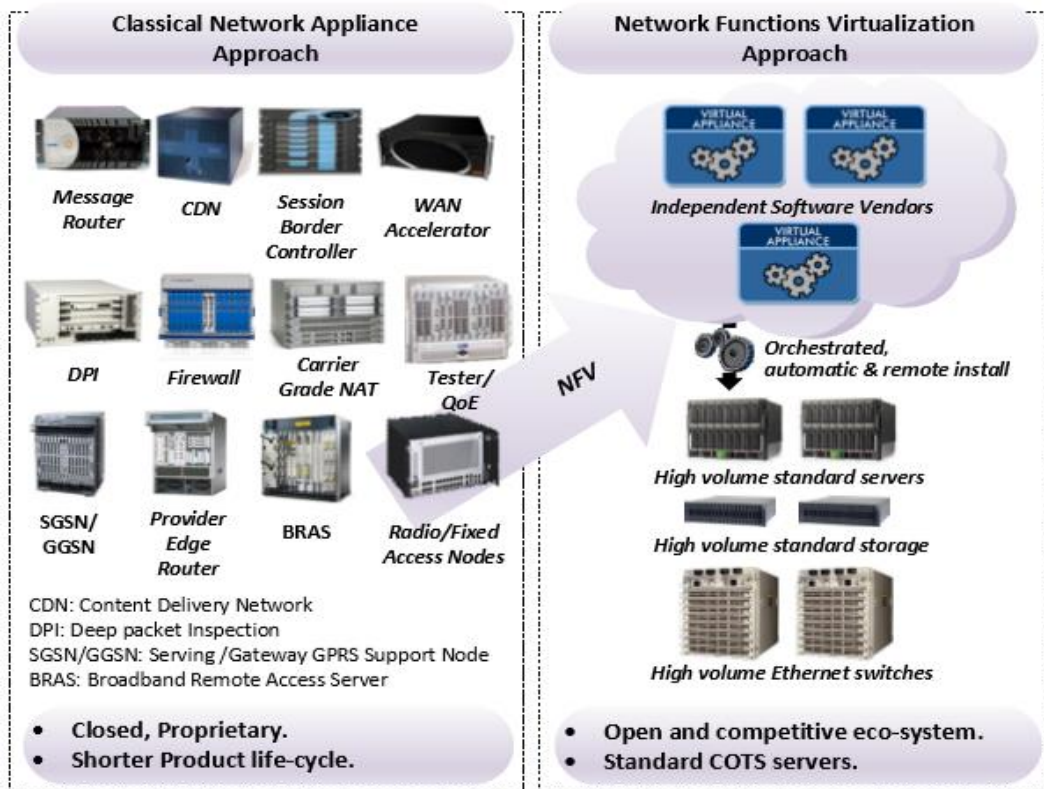 Classical Network Appliance
Approach
Message
Router
CDN
Session
Border
Controller
WAN
Accelerator
DPI
Firewall
Carrier
Grade NAT
Tester/
QoE
SGSN/
GGSN
Provider
Edge
Router
BRAS
Radio/Fixed
Access Nodes
CDN: Content Delivery Network
DPI: Deep packet Inspection
SGSN/GGSN: Serving /Gateway GPRS Support Node
BRAS: Broadband Remote Access Server
• Closed, Proprietary.
• Shorter Product life-cycle.
NFV
Network Functions Virtualization
Approach
VIRTUAL
APPLIANCE
VIRTUAL
APPLIANCE
Independent Software Vendors
VIRTUAL
APPLIANCE
Orchestrated,
automatic & remote install
High volume standard servers
High volume standard storage
High volume Ethernet switches
• Open and competitive eco-system.
• Standard COTS servers.